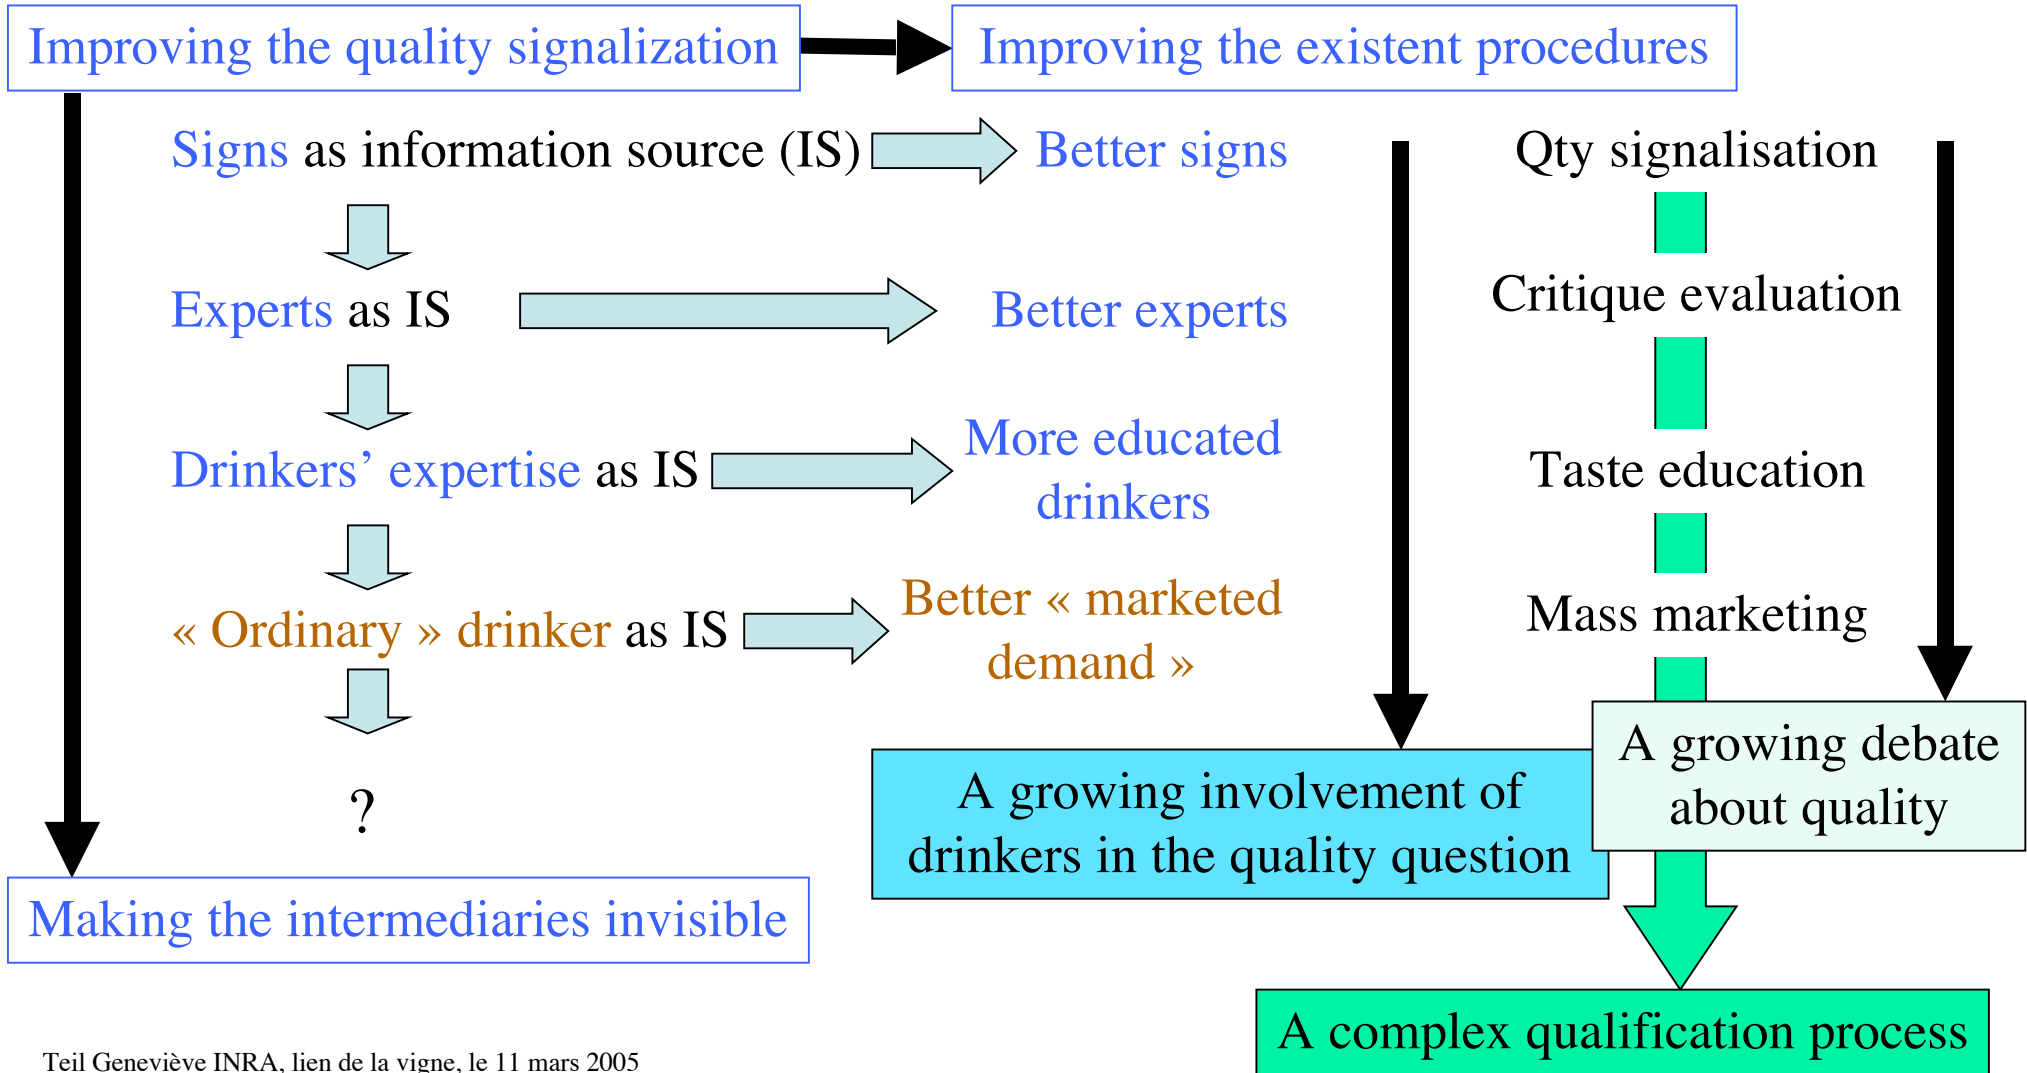 Improving the quality signalization
Improving the existent procedures
Signs as information source (IS)
Better signs
Qty signalisation
Experts as IS
Better experts
Critique evaluation
Drinkers’ expertise as IS
More educated
drinkers
Taste education
« Ordinary » drinker as IS
Better « marketed
demand »
Mass marketing
?
A growing involvement of
drinkers in the quality question
A growing debate
about quality
Making the intermediaries invisible
A complex qualification process
Teil Geneviève INRA, lien de la vigne, le 11 mars 2005